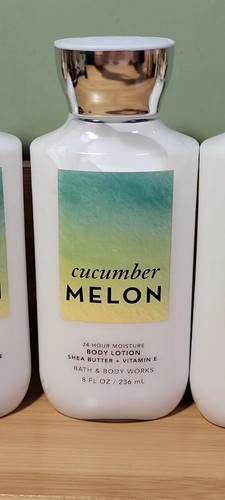 cucumber
MELON
24 HOUR MOISTURE
BODY LOTION
SHEA BUTTER + VITAMIN E
BATH & BODY WORKS
8 FL OZ / 236 mL